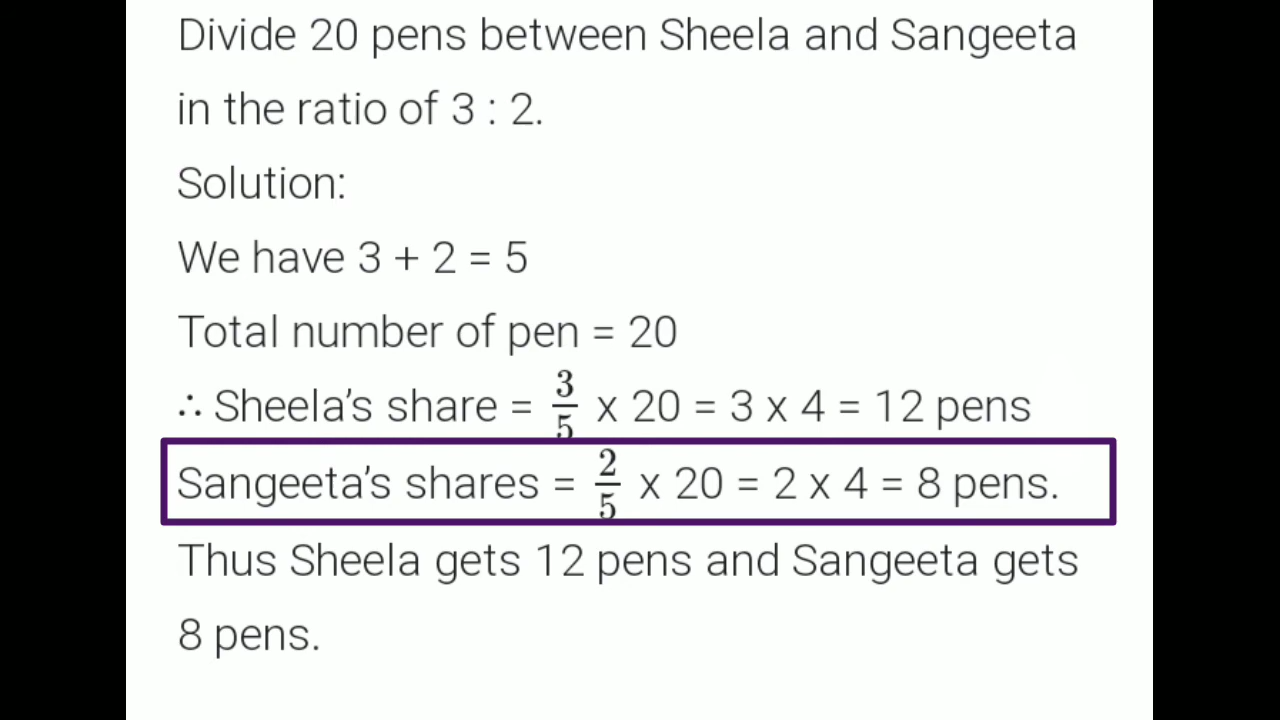 Divide 20 pens between Sheela and Sangeeta
in the ratio of 3 : 2.
Solution:
We have 3 + 2 = 5
Total number of pen = 20
∴ Sheela’s share = 3/5 x 20 = 3 x 4 = 12 pens
Sangeeta’s shares = 2/5 x 20 = 2 x 4 = 8 pens.
Thus Sheela gets 12 pens and Sangeeta gets
8 pens.